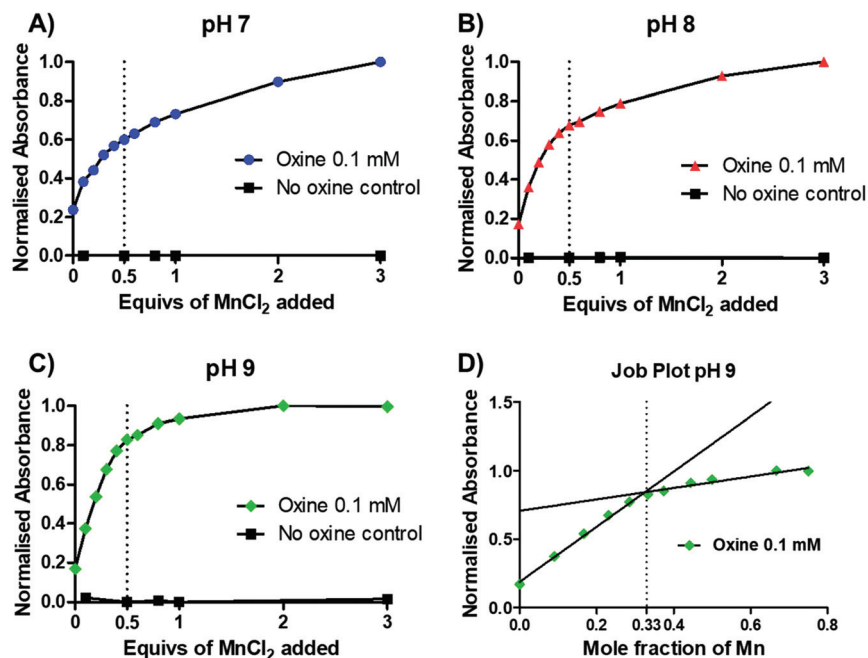 A)
pH 7
Normalised Absorbance
1.0
0.8
0.6
0.4
0.2
0.0
Oxine 0.1 mM
No oxine control
0 0.5 1 2 3
Equivs of MnCl₂ added
B)
pH 8
Normalised Absorbance
1.0
0.8
0.6
0.4
0.2
0.0
Oxine 0.1 mM
No oxine control
0 0.5 1 2 3
Equivs of MnCl₂ added
C)
pH 9
Normalised Absorbance
1.0
0.8
0.6
0.4
0.2
0.0
Oxine 0.1 mM
No oxine control
0 0.5 1 2 3
Equivs of MnCl₂ added
D)
Job Plot pH 9
Normalised Absorbance
1.5
1.0
0.5
0.0
Oxine 0.1 mM
0.0 0.2 0.33 0.4 0.6 0.8
Mole fraction of Mn